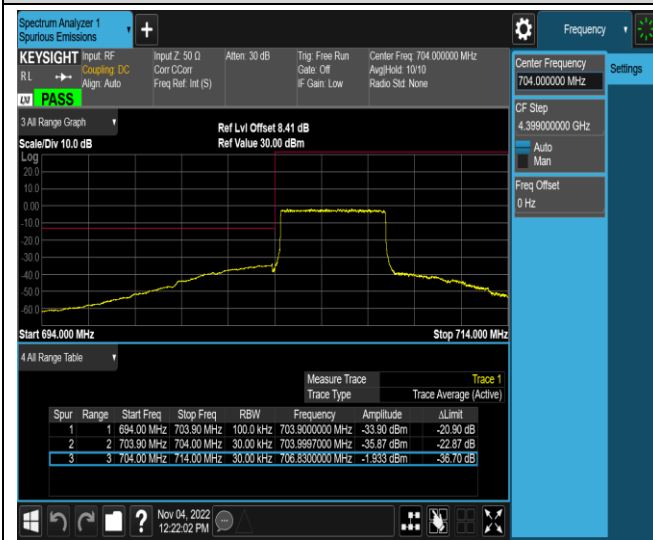 Spectrum Analyzer 1
Spurious Emissions
+
Frequency
KEYSIGHT Input: RF Input Z: 50 Ω Atten: 30 dB Trig: Free Run Center Freq: 704.000000 MHz
R L Coupling: DC Corr CCorr Gate: Off Avg|Hold: 10/10
Align: Auto Freq Ref: Int (S) IF Gain: Low Radio Std: None
LXI PASS
Center Frequency
704.000000 MHz
Settings
CF Step
4.399000000 GHz
Auto
Man
Freq Offset
0 Hz
3 All Range Graph
Ref Lvl Offset 8.41 dB
Scale/Div 10.0 dB Ref Value 30.00 dBm
Log
20.0
10.0
0.00
-10.0
-20.0
-30.0
-40.0
-50.0
-60.0
Start 694.000 MHz Stop 714.000 MHz
4 All Range Table
Measure Trace Trace 1
Trace Type Trace Average (Active)
Spur Range Start Freq Stop Freq RBW Frequency Amplitude ΔLimit
1 1 694.00 MHz 703.90 MHz 100.0 kHz 703.9000000 MHz -33.90 dBm -20.90 dB
2 2 703.90 MHz 704.00 MHz 30.00 kHz 703.9997000 MHz -35.87 dBm -22.87 dB
3 3 704.00 MHz 714.00 MHz 30.00 kHz 706.8300000 MHz -1.933 dBm -36.70 dB
?
Nov 04, 2022
12:22:02 PM